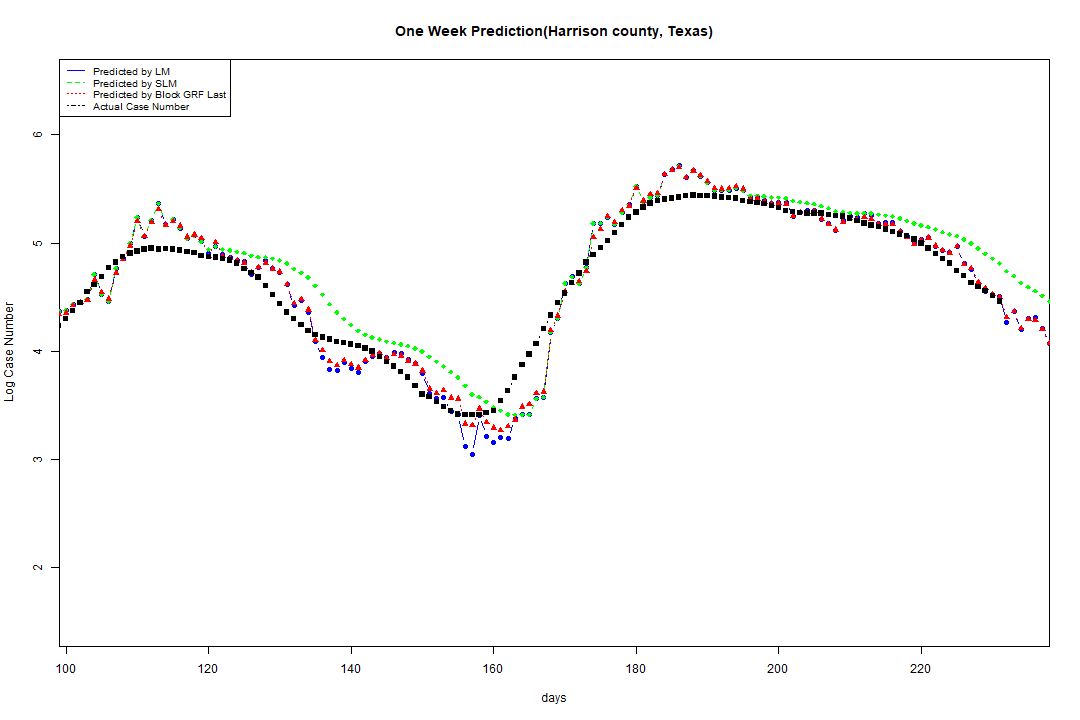 One Week Prediction(Harrison county, Texas)
Predicted by LM
Predicted by SLM
Predicted by Block GRF Last
Actual Case Number
6
5
4
3
2
Log Case Number
100 120 140 160 180 200 220
days